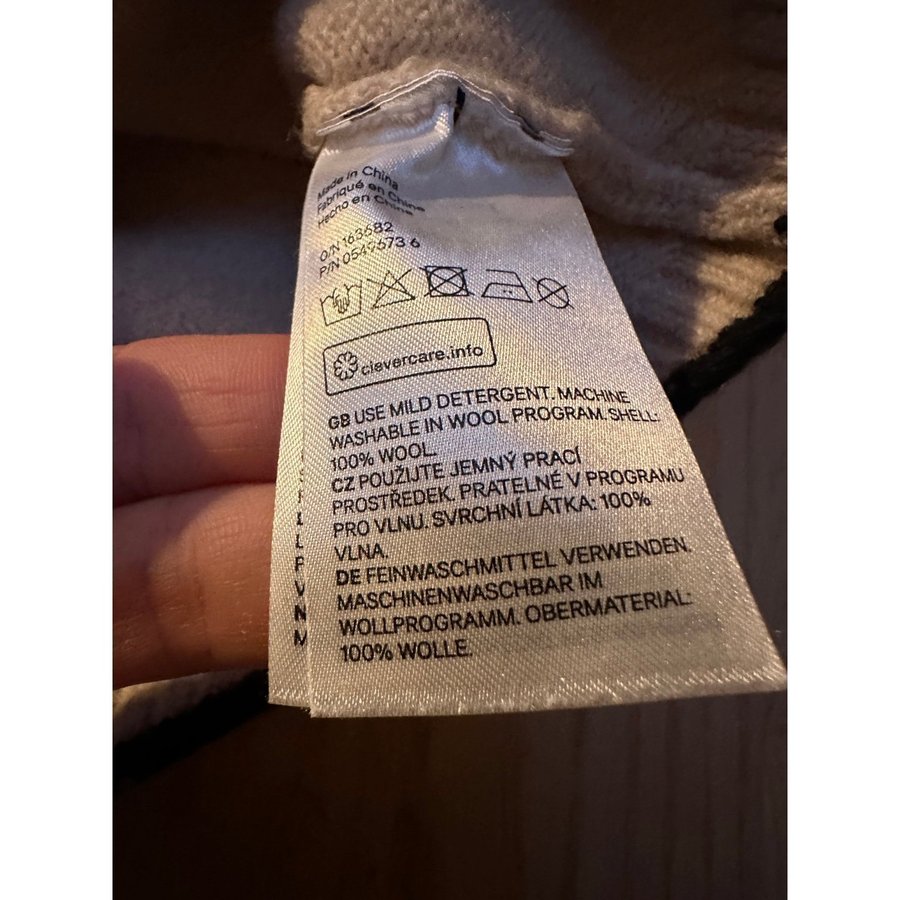 Made in China
Fabriqué en Chine
Hecho en China
O/N 163682
P/N 0549673 6
clevercare.info
GB USE MILD DETERGENT. MACHINE
WASHABLE IN WOOL PROGRAM. SHELL:
100% WOOL.
CZ POUŽIJTE JEMNÝ PRACÍ
PROSTŘEDEK. PRATELNÉ V PROGRAMU
PRO VLNU. SVRCHNÍ LÁTKA: 100%
VLNA.
DE FEINWASCHMITTEL VERWENDEN.
MASCHINENWASCHBAR IM
WOLLPROGRAMM. OBERMATERIAL:
100% WOLLE.